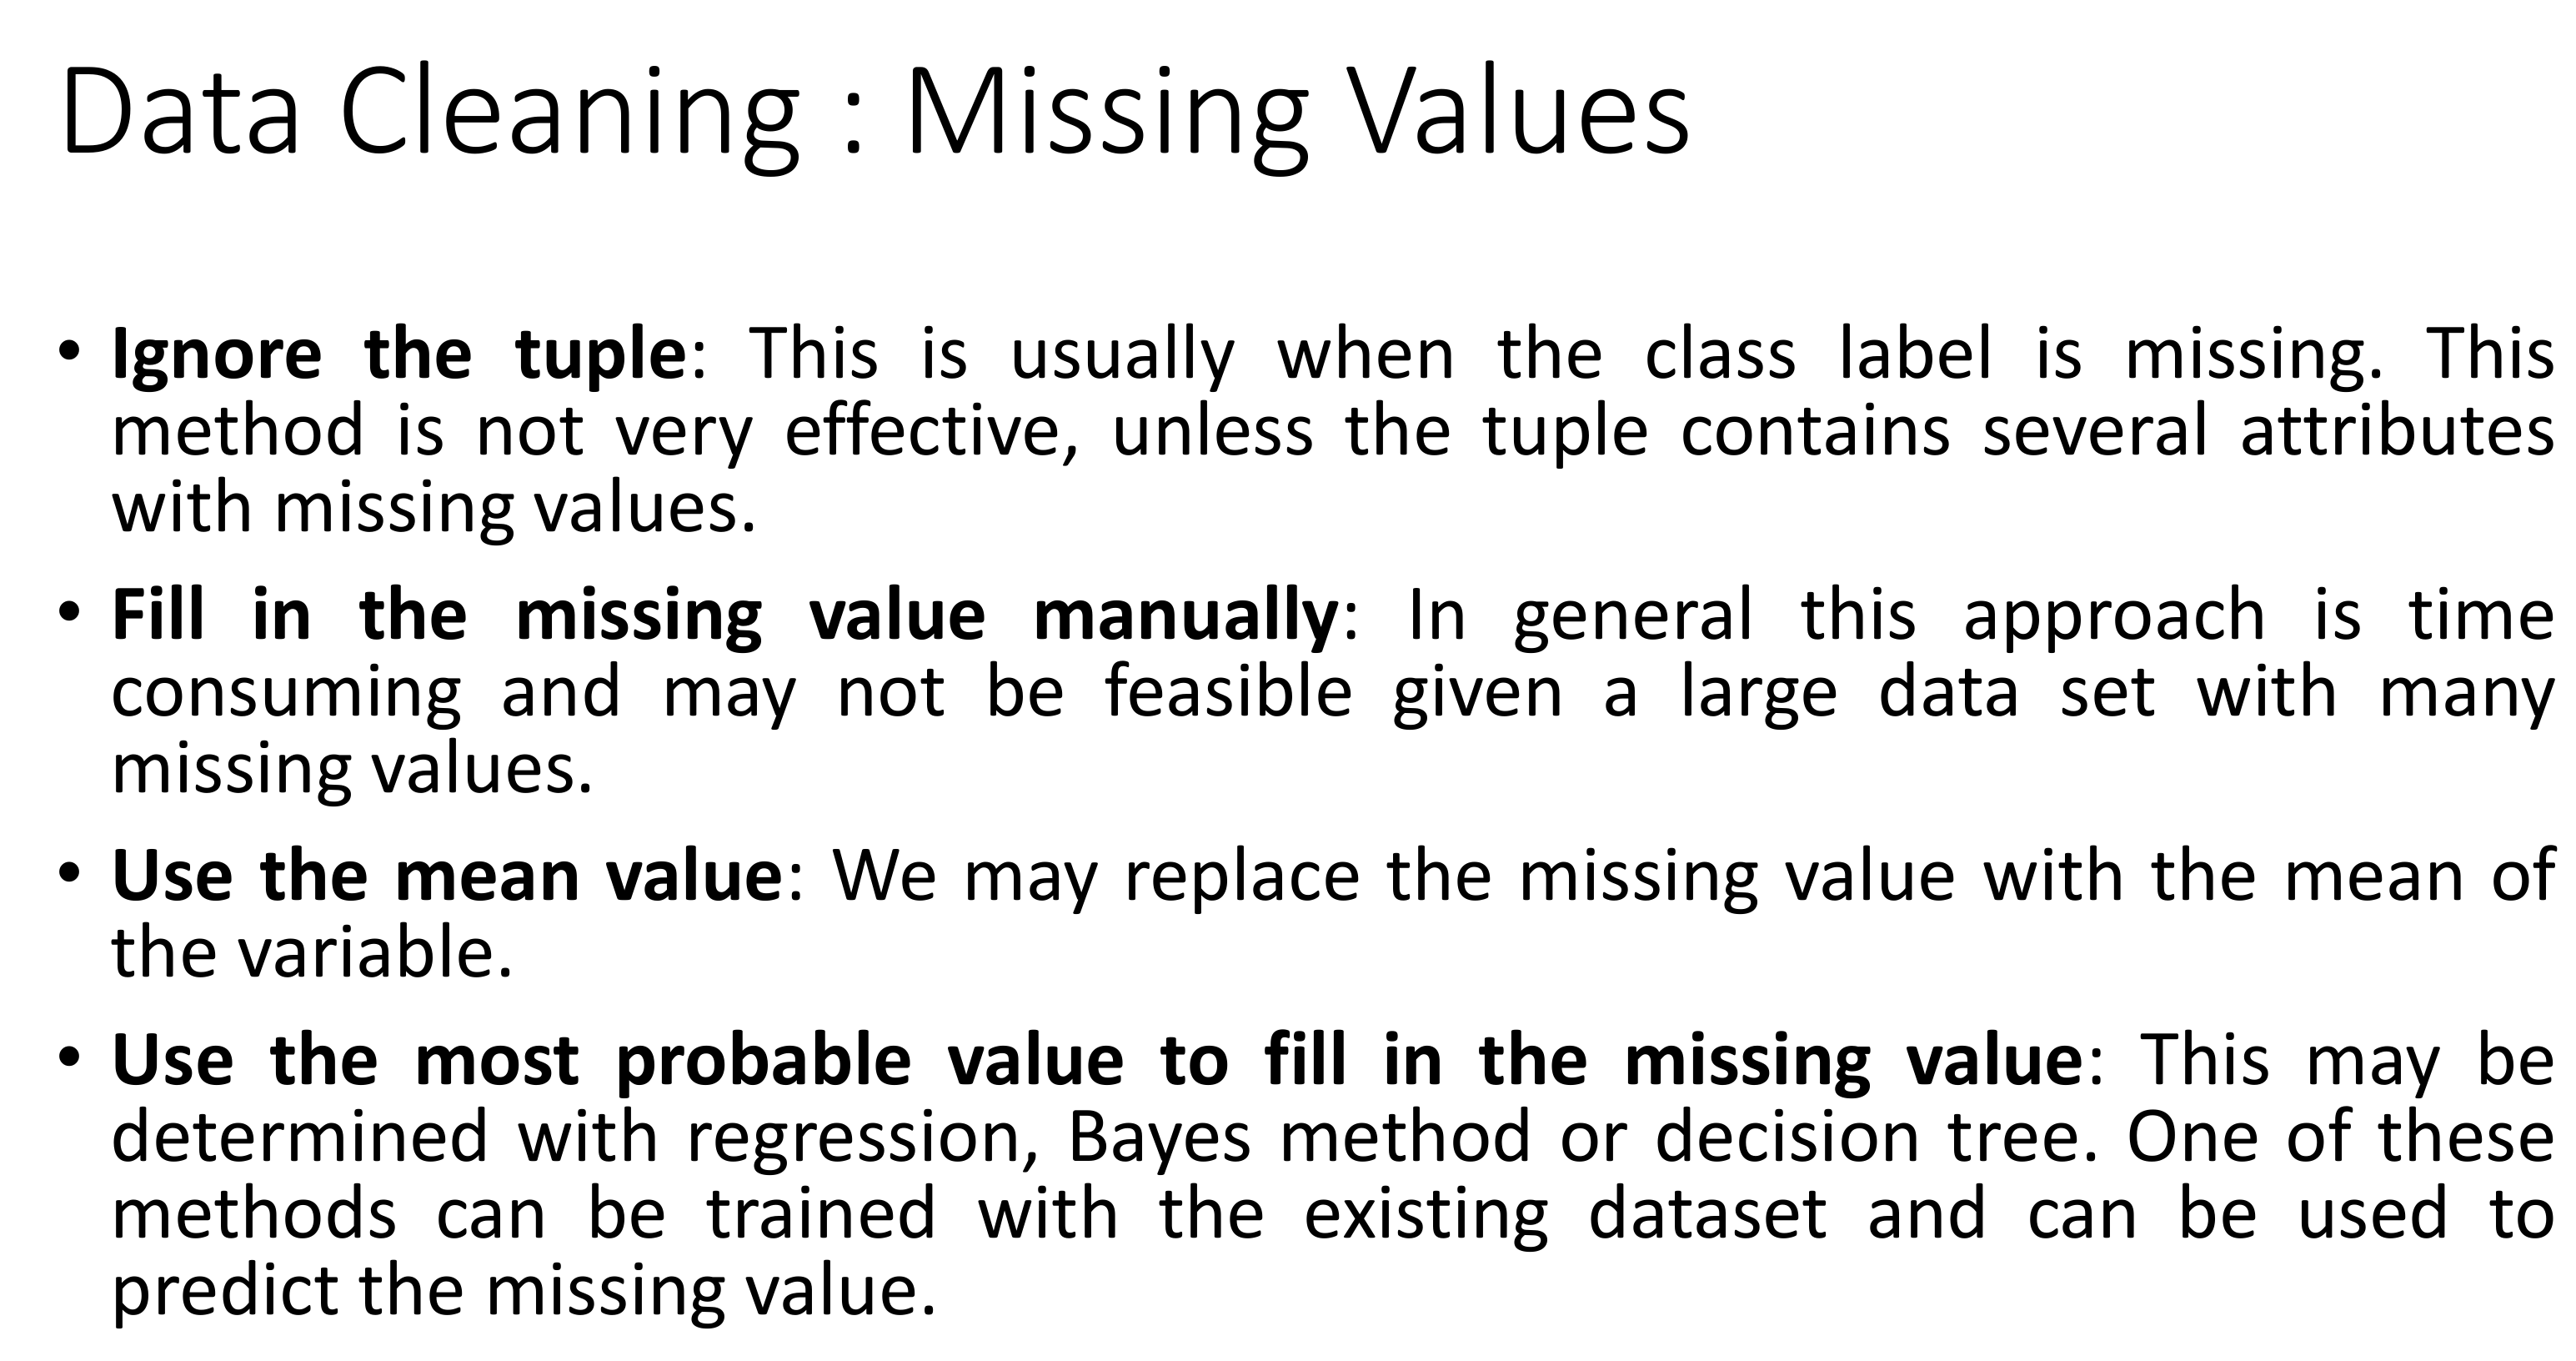 Data Cleaning : Missing Values
• Ignore the tuple: This is usually when the class label is missing. This
method is not very effective, unless the tuple contains several attributes
with missing values.
• Fill in the missing value manually: In general this approach is time
consuming and may not be feasible given a large data set with many
missing values.
• Use the mean value: We may replace the missing value with the mean of
the variable.
• Use the most probable value to fill in the missing value: This may be
determined with regression, Bayes method or decision tree. One of these
methods can be trained with the existing dataset and can be used to
predict the missing value.